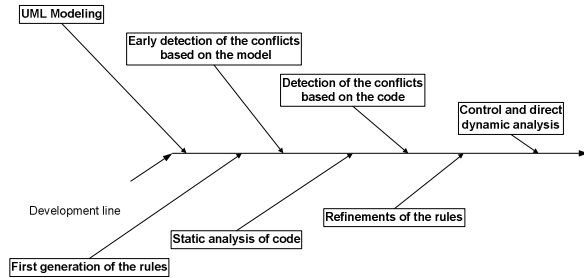 UML Modeling
Early detection of the conflicts
based on the model
Detection of the conflicts
based on the code
Control and direct
dynamic analysis
Development line
Refinements of the rules
Static analysis of code
First generation of the rules